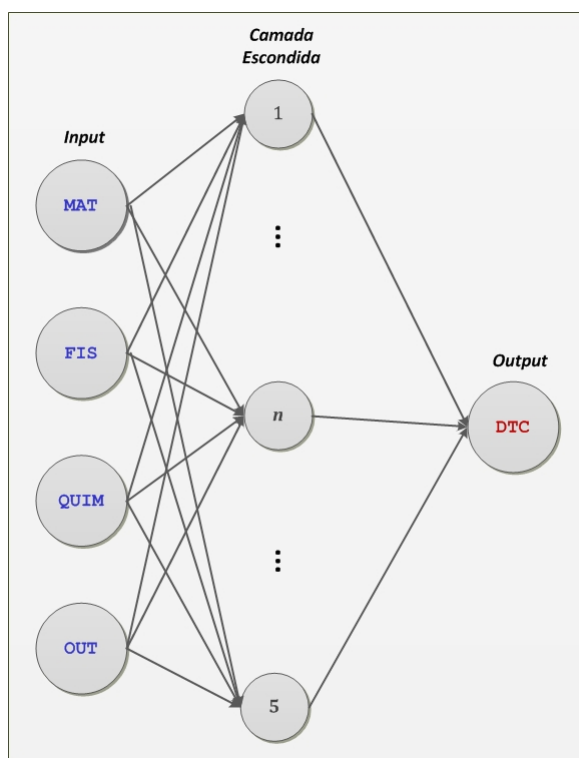 Camada
Escondida
Input
1
MAT
FIS
n
Output
DTC
QUIM
OUT
5